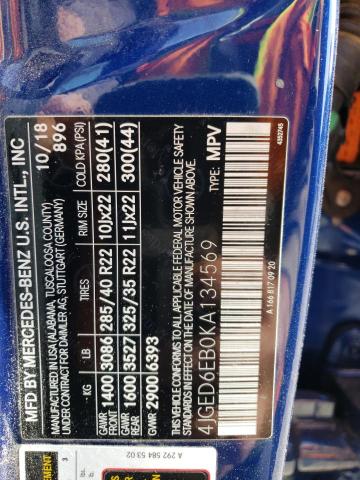 MFD BY MERCEDES-BENZ U.S. INTL., INC 10/18
MANUFACTURED IN USA (ALABAMA, TUSCALOOSA COUNTY) 896
UNDER CONTRACT FOR DAIMLER AG, STUTTGART (GERMANY)
KG LB TIRES RIM SIZE COLD KPA(PSI)
GAWR FRONT 1400 3086 285/40 R22 10Jx22 280(41)
GAWR REAR 1600 3527 325/35 R22 11Jx22 300(44)
GVWR 2900 6393
THIS VEHICLE CONFORMS TO ALL APPLICABLE FEDERAL MOTOR VEHICLE SAFETY
STANDARDS IN EFFECT ON THE DATE OF MANUFACTURE SHOWN ABOVE.
4JGED6EB0KA134569 TYPE: MPV
A 166 817 09 20
4352745
A 292 584 53 02